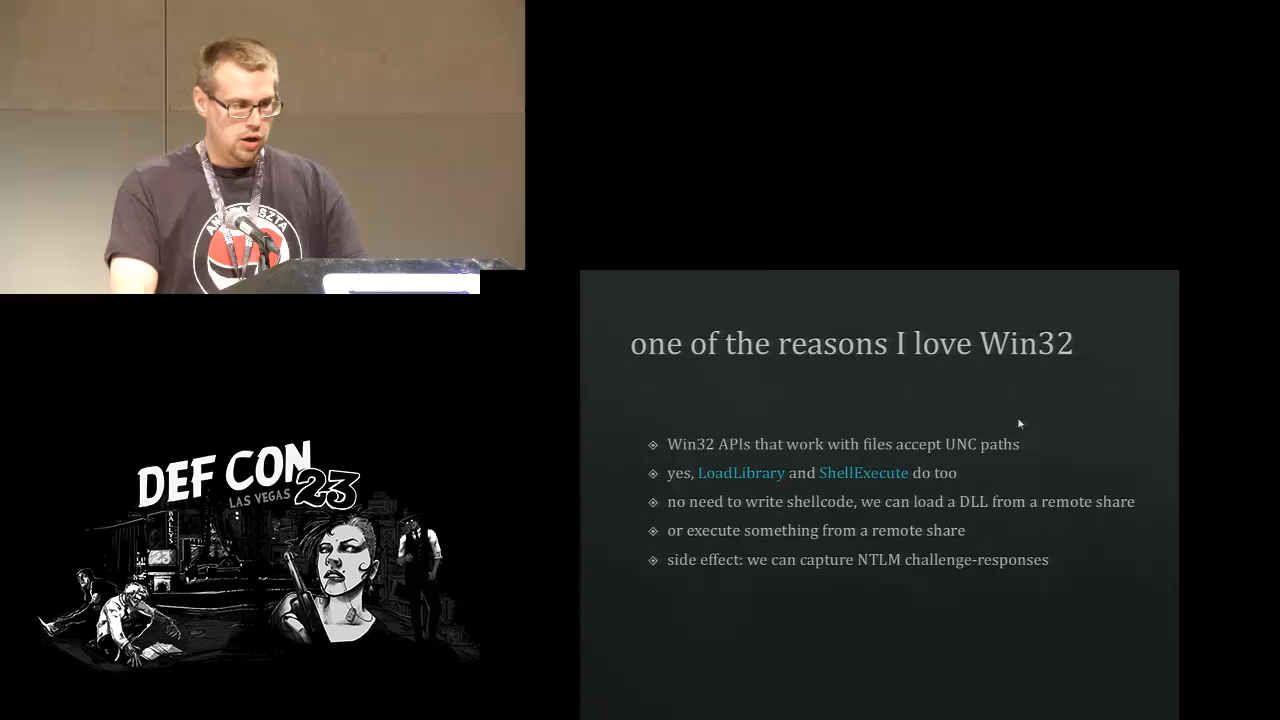 one of the reasons I love Win32
Win32 APIs that work with files accept UNC paths
yes, LoadLibrary and ShellExecute do too
no need to write shellcode, we can load a DLL from a remote share
or execute something from a remote share
side effect: we can capture NTLM challenge-responses
DEF CON
LAS VEGAS 23
BALLYS
23